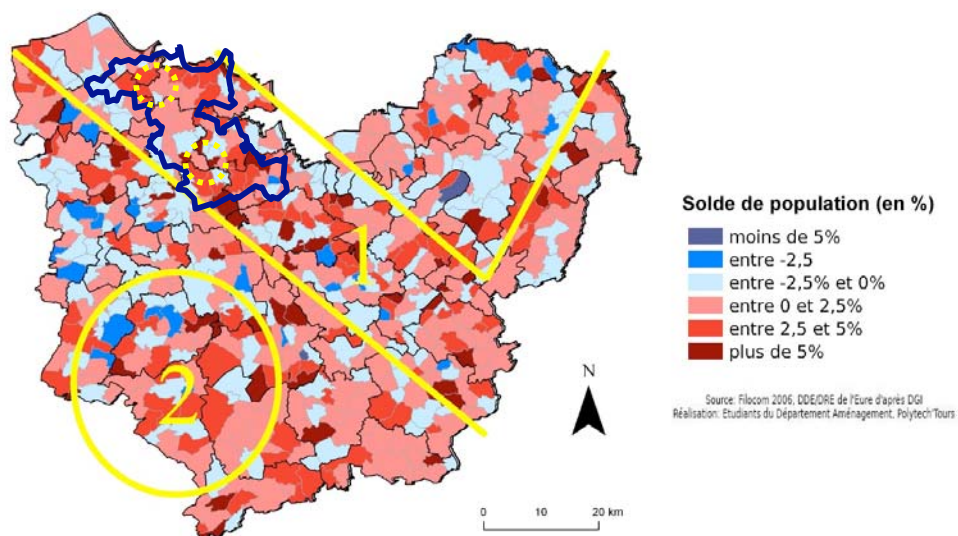 1
2
Solde de population (en %)
moins de 5%
entre -2,5
entre -2,5% et 0%
entre 0 et 2,5%
entre 2,5 et 5%
plus de 5%
N
Source: Filocom 2006, DDE/DRE de l'Eure d'après DGI
Réalisation: Etudiants du Département Aménagement, Polytech'Tours
0 10 20 km